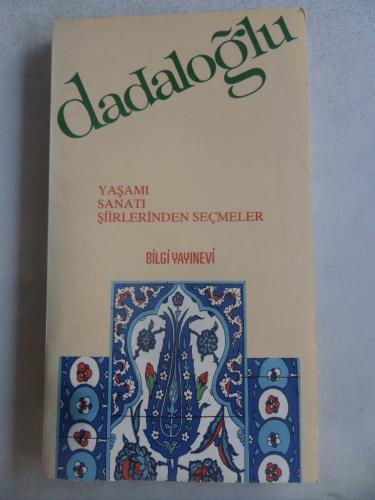 dadaloğlu
YAŞAMI
SANATI
ŞİİRLERİNDEN SEÇMELER
BİLGİ YAYINEVİ